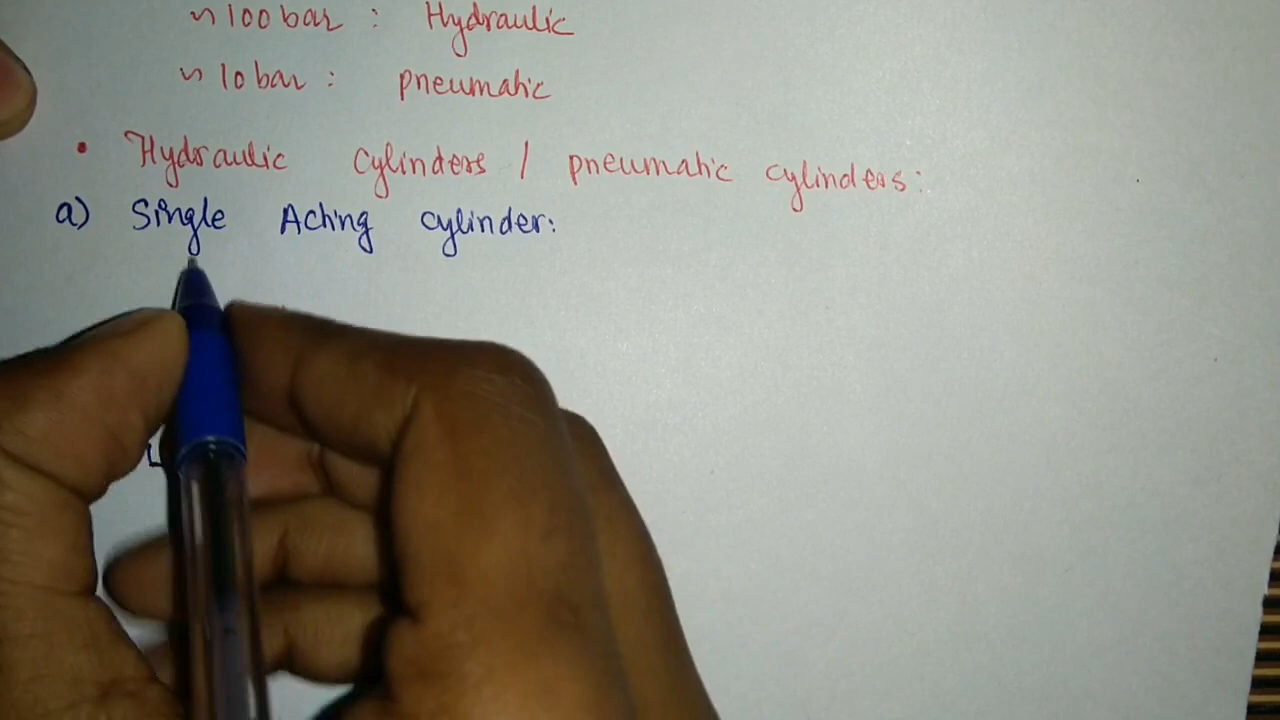 ~ 100 bar : Hydraulic
~ 10 bar : pneumatic
• Hydraulic cylinders / pneumatic cylinders:
a) Single Acting cylinder: